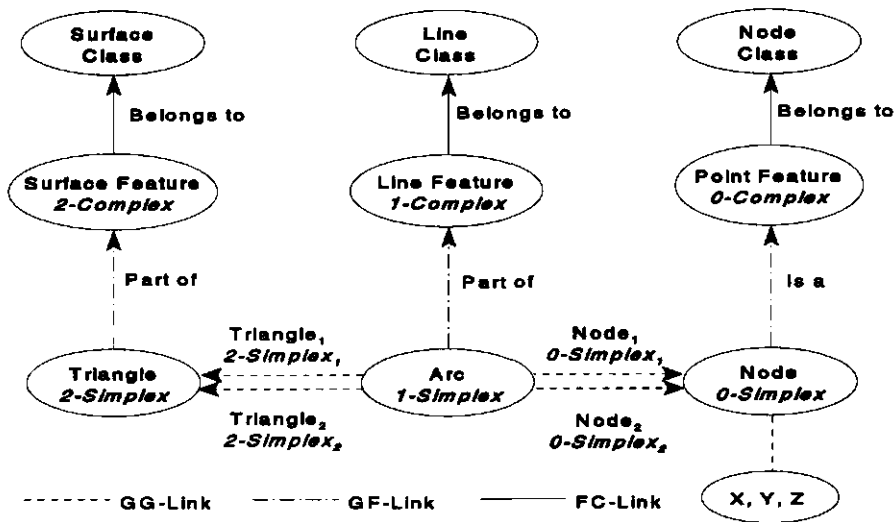 Surface
Class
Line
Class
Node
Class
Belongs to
Belongs to
Belongs to
Surface Feature
2-Complex
Line Feature
1-Complex
Point Feature
0-Complex
Part of
Part of
Is a
Triangle₁
2-Simplex₁
Node₁
0-Simplex₁
Triangle
2-Simplex
Arc
1-Simplex
Node
0-Simplex
Triangle₂
2-Simplex₂
Node₂
0-Simplex₂
GG-Link
GF-Link
FC-Link
X, Y, Z